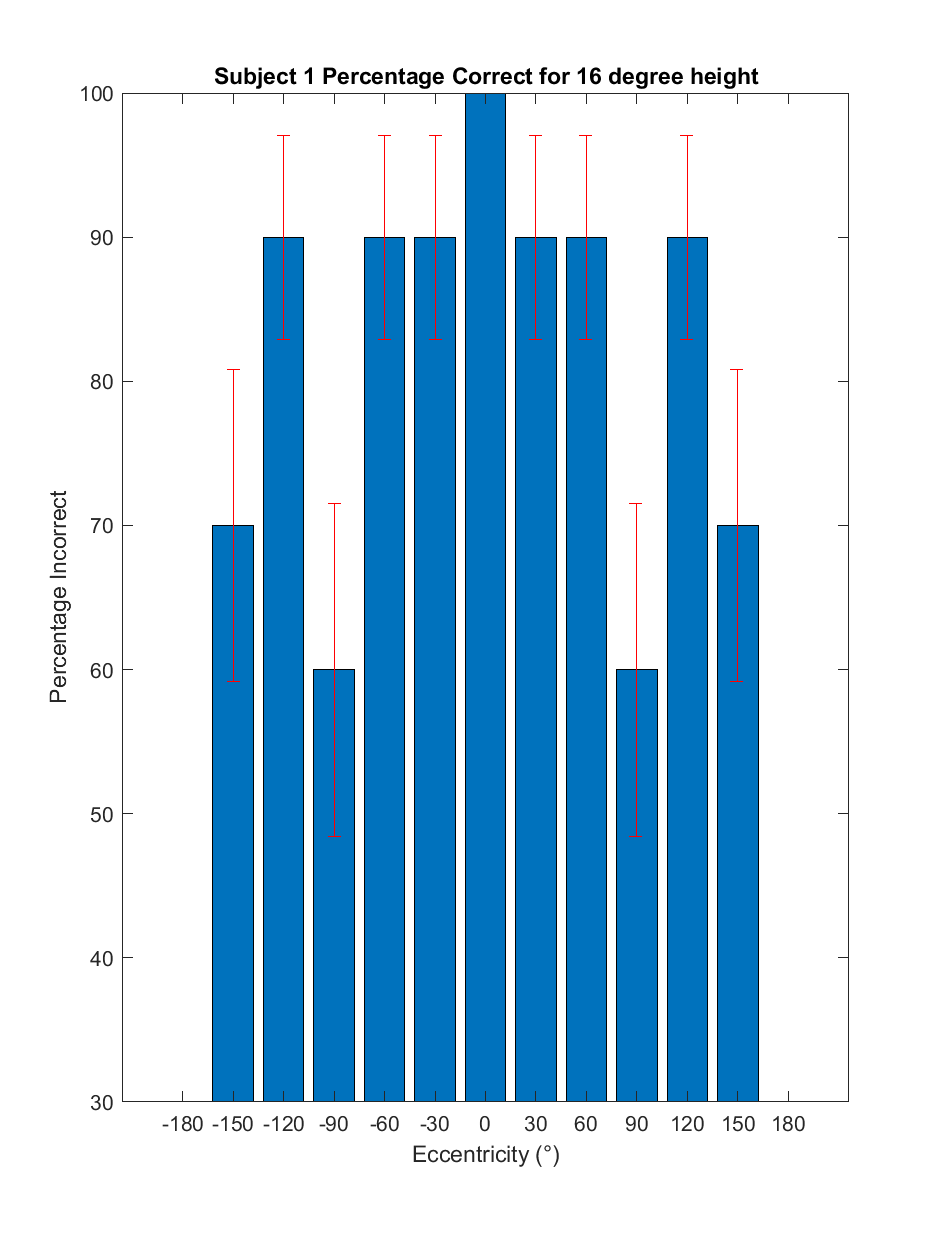 Subject 1 Percentage Correct for 16 degree height
100
90
80
70
60
50
40
30
Percentage Incorrect
-180 -150 -120 -90 -60 -30 0 30 60 90 120 150 180
Eccentricity (°)